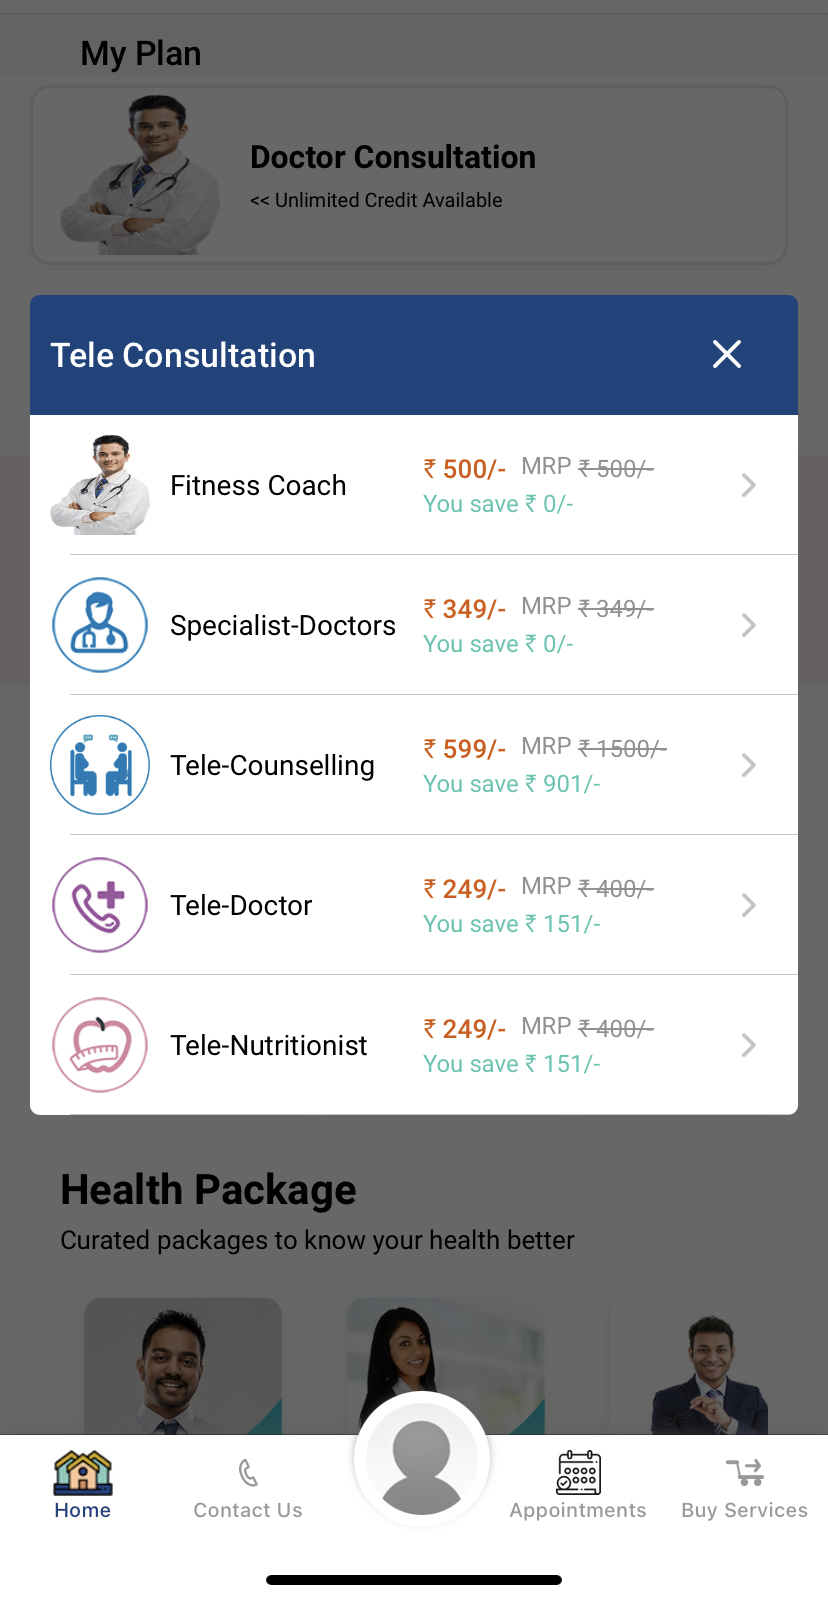 My Plan
Doctor Consultation
<< Unlimited Credit Available
Tele Consultation
Fitness Coach
₹ 500/- MRP ₹ 500/-
You save ₹ 0/-
Specialist-Doctors
₹ 349/- MRP ₹ 349/-
You save ₹ 0/-
Tele-Counselling
₹ 599/- MRP ₹ 1500/-
You save ₹ 901/-
Tele-Doctor
₹ 249/- MRP ₹ 400/-
You save ₹ 151/-
Tele-Nutritionist
₹ 249/- MRP ₹ 400/-
You save ₹ 151/-
Health Package
Curated packages to know your health better
Home
Contact Us
Appointments
Buy Services